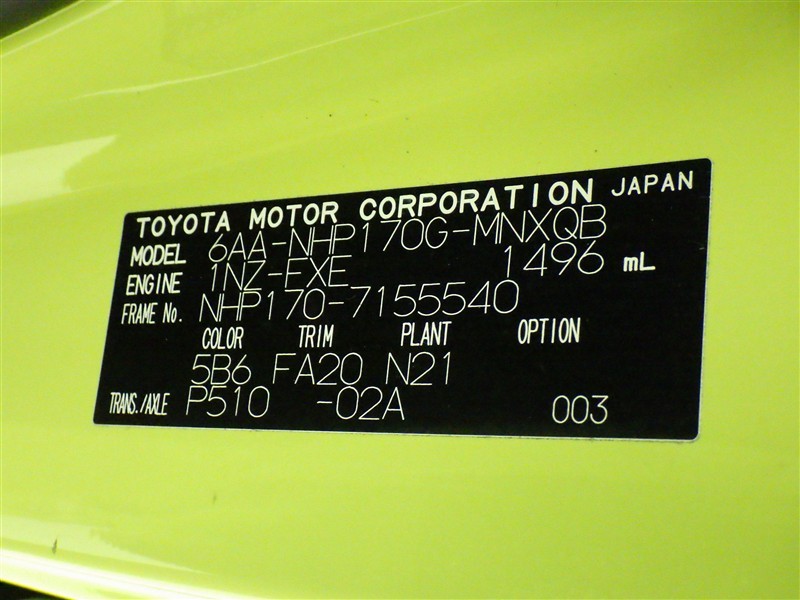 TOYOTA MOTOR CORPORATION JAPAN
MODEL 6AA-NHP170G-MNXQB
ENGINE 1NZ-FXE 1496 mL
FRAME No. NHP170-7155540
COLOR TRIM PLANT OPTION
5B6 FA20 N21
TRANS./AXLE P510 -02A 003